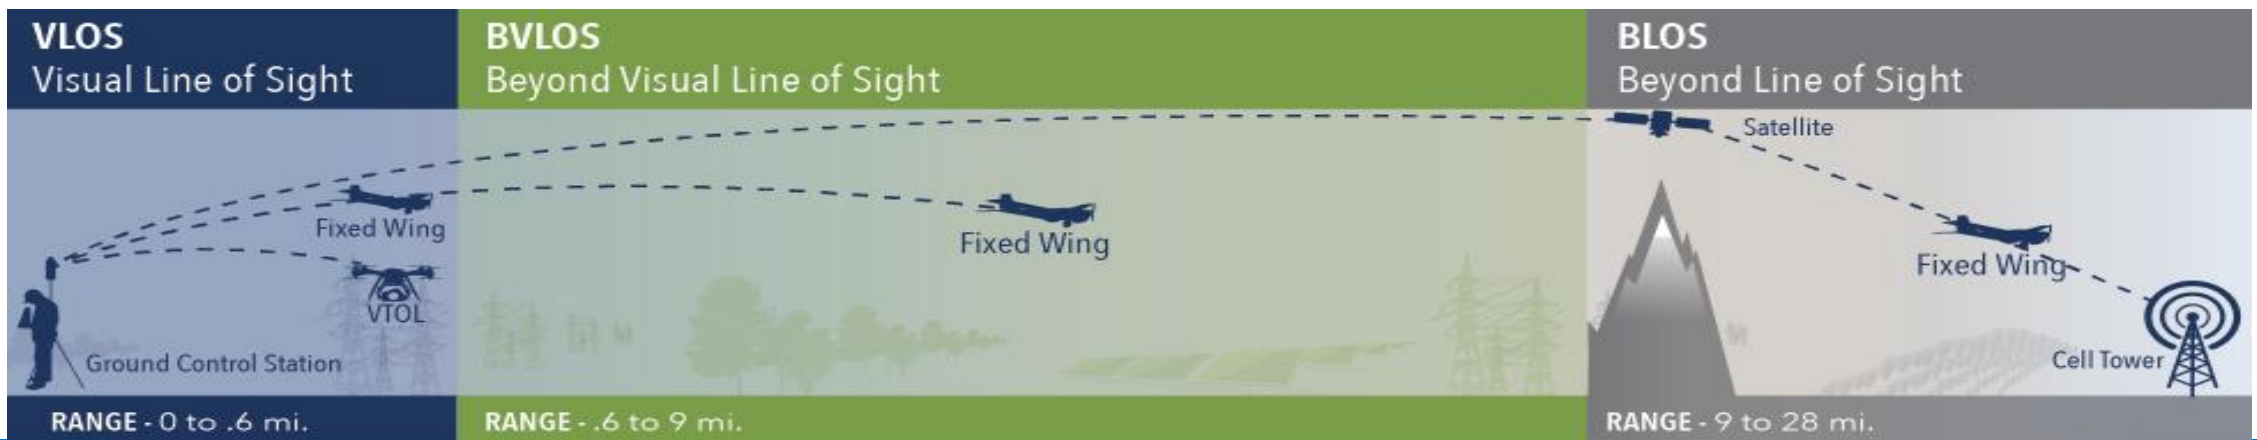 VLOS
Visual Line of Sight
BVLOS
Beyond Visual Line of Sight
BLOS
Beyond Line of Sight
Satellite
Fixed Wing
Fixed Wing
Fixed Wing
VTOL
Ground Control Station
Cell Tower
RANGE - 0 to .6 mi.
RANGE - .6 to 9 mi.
RANGE - 9 to 28 mi.